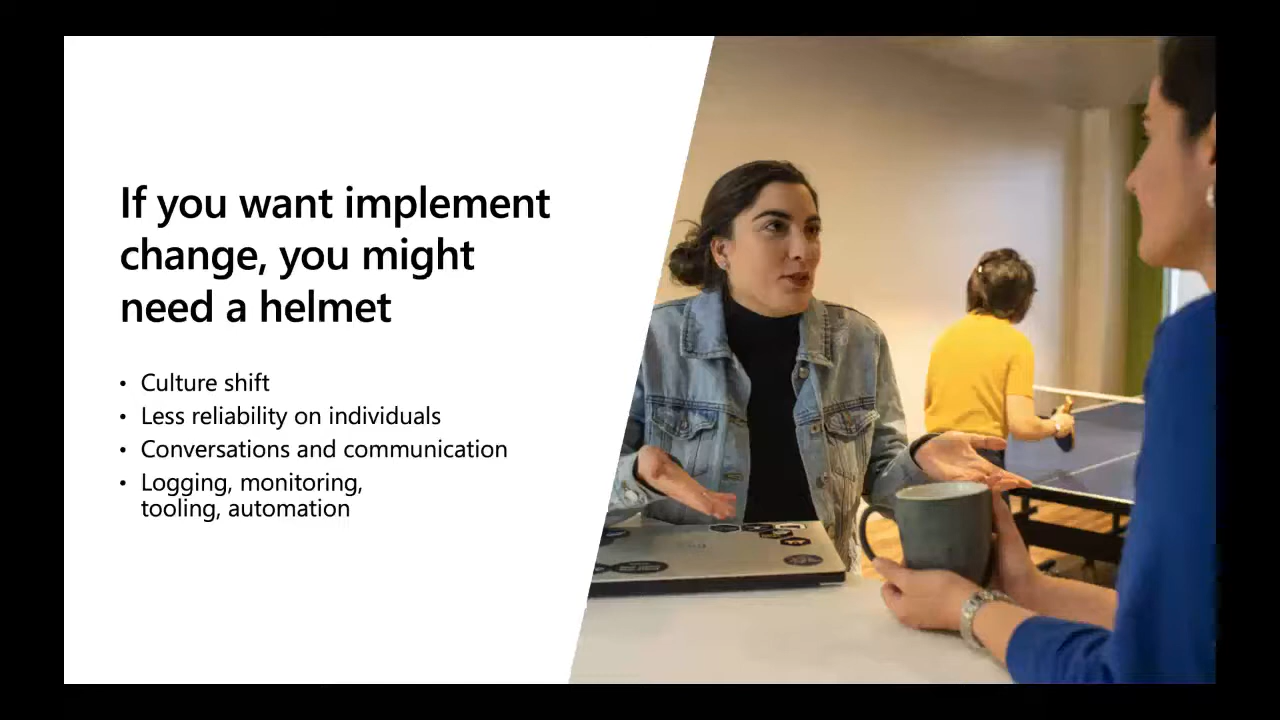 If you want implement
change, you might
need a helmet
• Culture shift
• Less reliability on individuals
• Conversations and communication
• Logging, monitoring,
tooling, automation